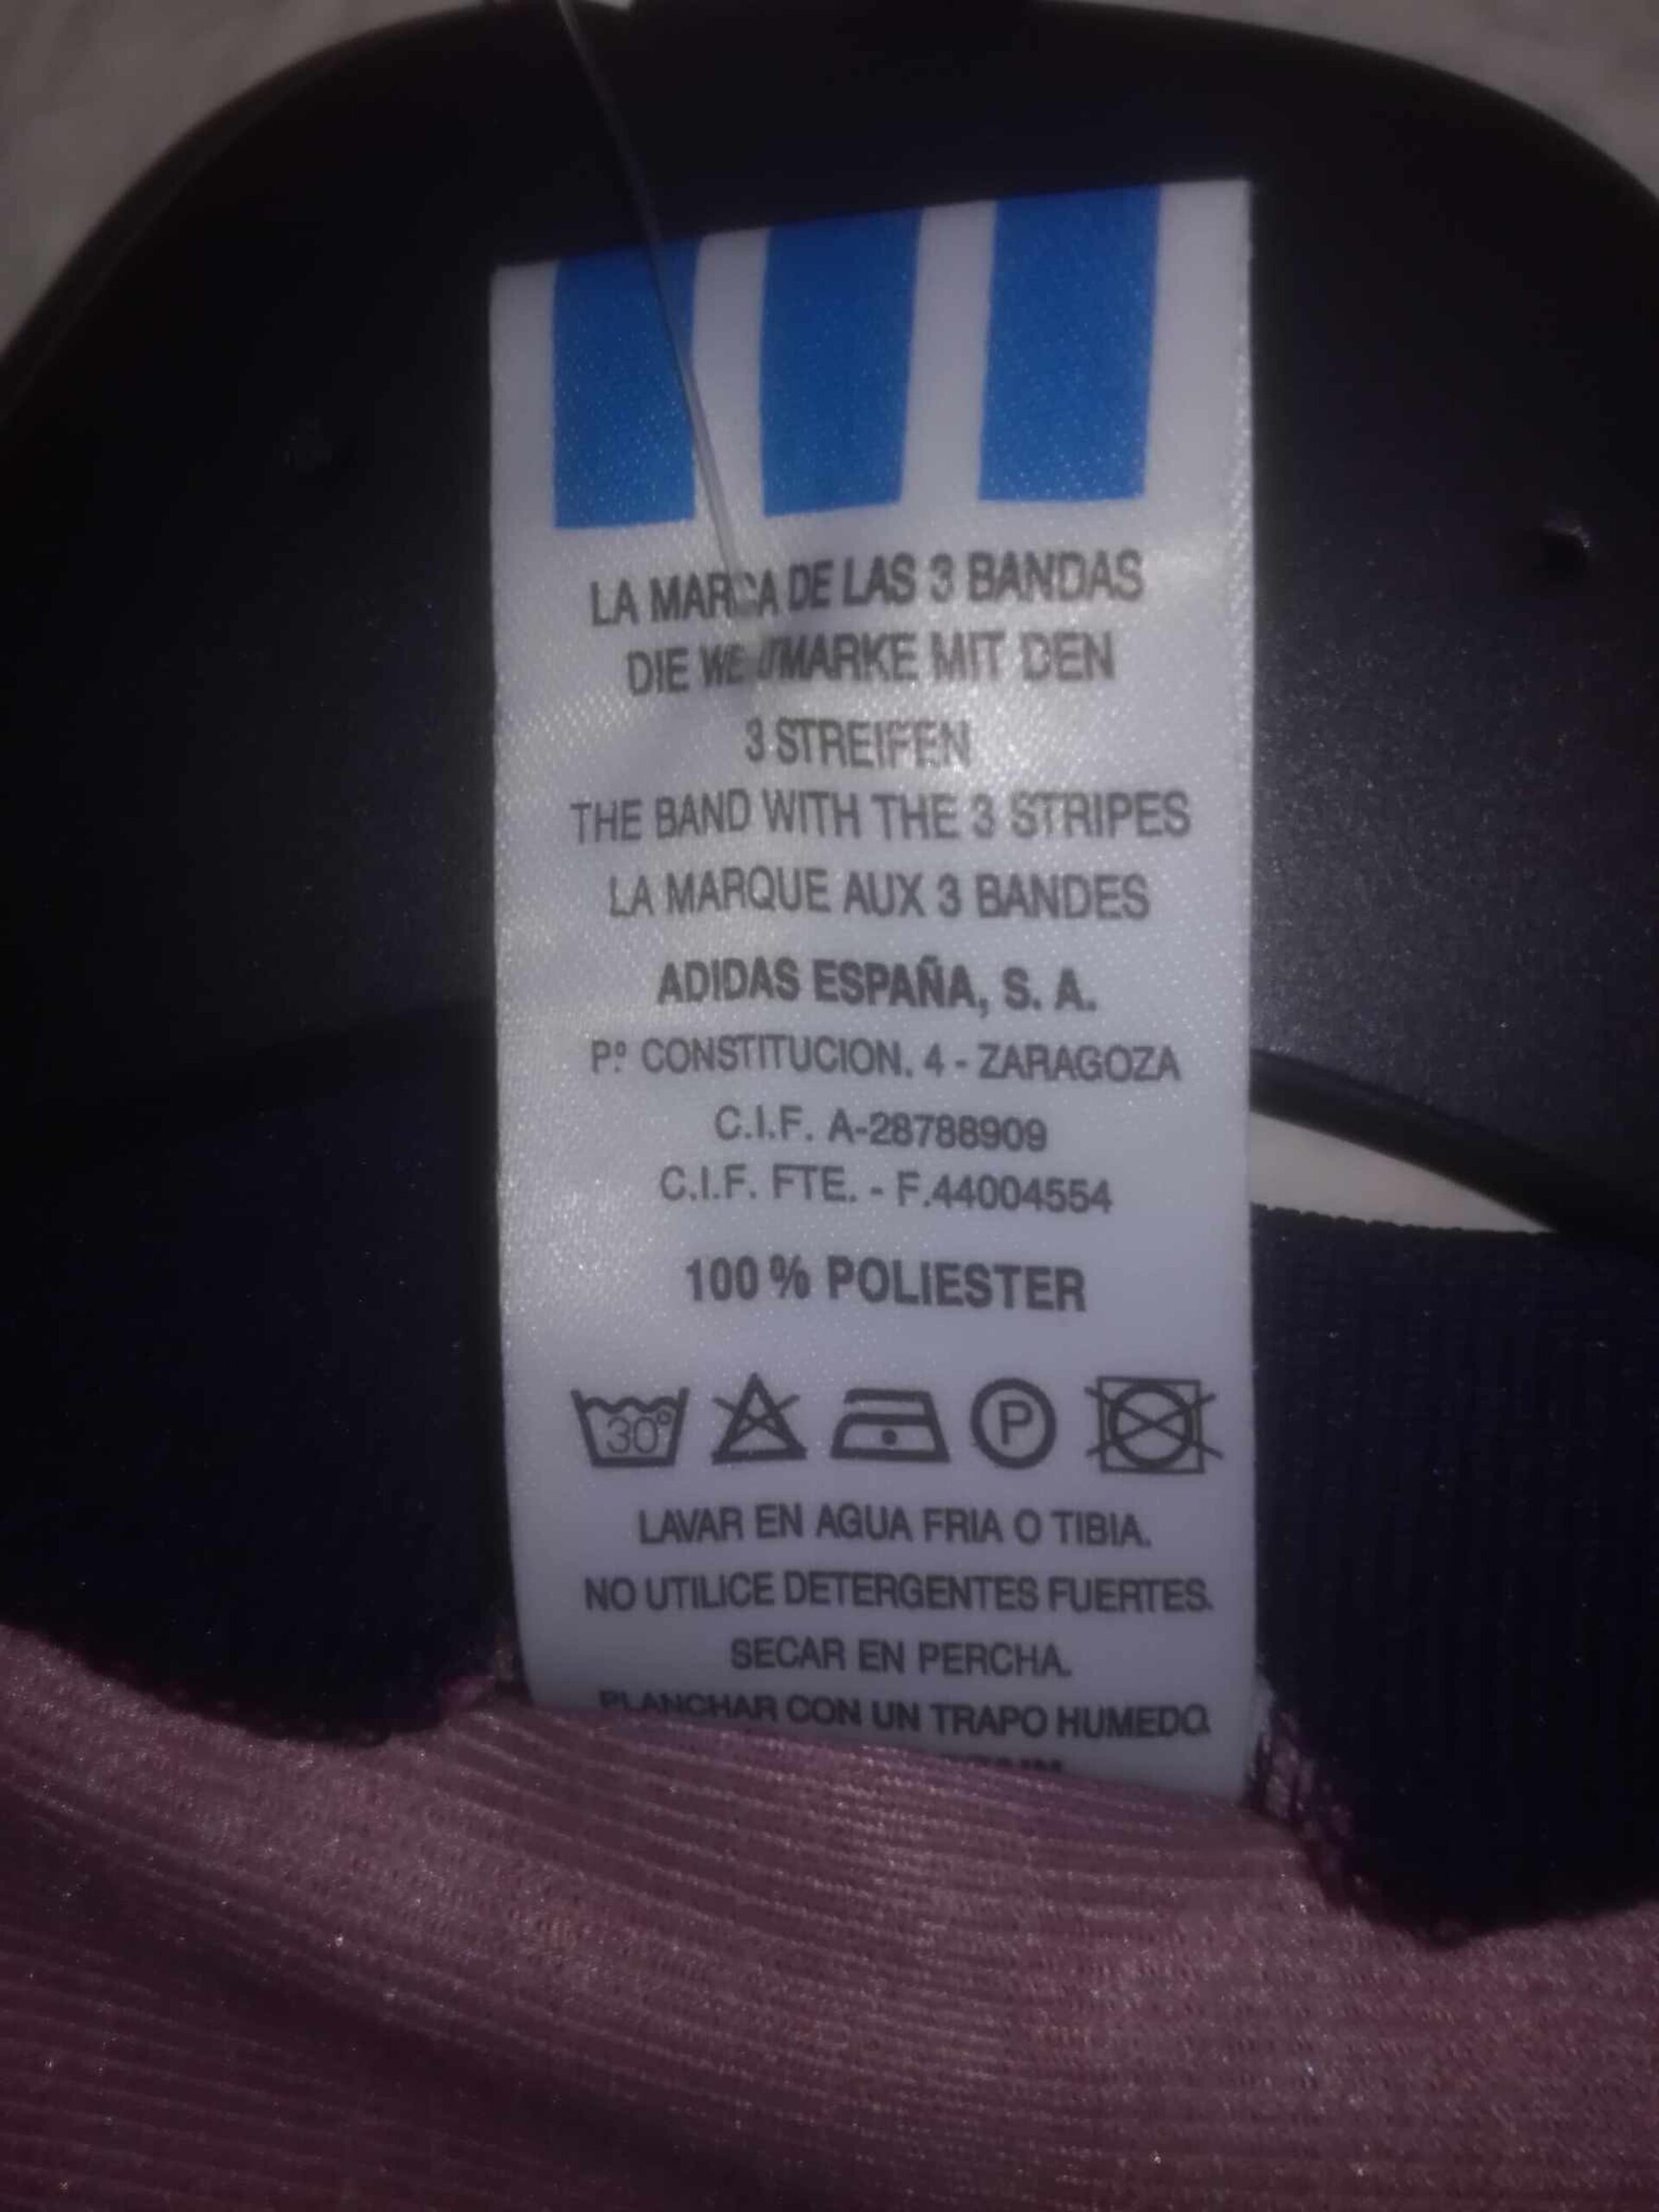 LA MARCA DE LAS 3 BANDAS
DIE WELTMARKE MIT DEN
3 STREIFEN
THE BAND WITH THE 3 STRIPES
LA MARQUE AUX 3 BANDES
ADIDAS ESPAÑA, S. A.
Pº CONSTITUCION, 4 - ZARAGOZA
C.I.F. A-28788909
C.I.F. FTE. - F.44004554
100 % POLIESTER
30° P
LAVAR EN AGUA FRIA O TIBIA.
NO UTILICE DETERGENTES FUERTES.
SECAR EN PERCHA.
PLANCHAR CON UN TRAPO HUMEDO